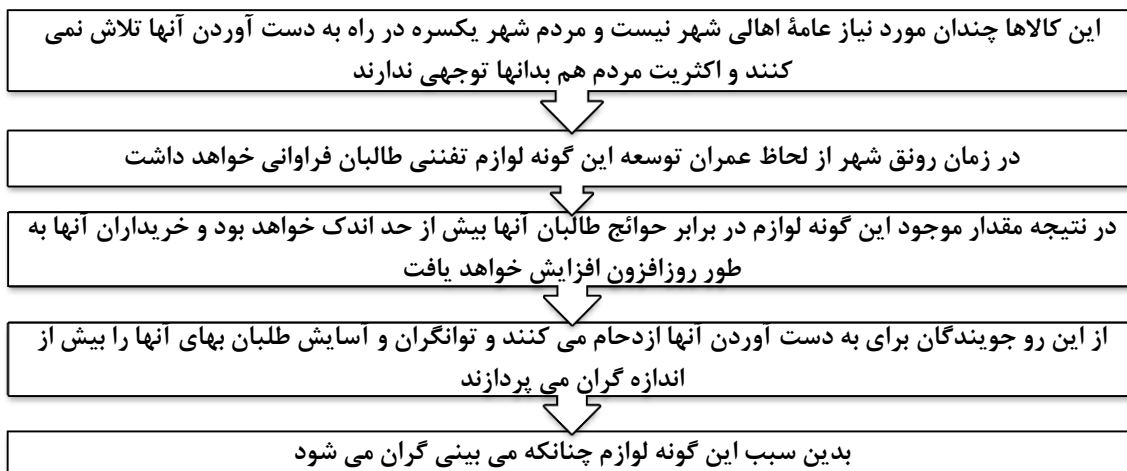 این کالاها چندان مورد نیاز عامۀ اهالی شهر نیست و مردم شهر یکسره در راه به دست آوردن آنها تلاش نمی
کنند و اکثریت مردم هم بدانها توجهی ندارند
در زمان رونق شهر از لحاظ عمران توسعه این گونه لوازم تفننی طالبان فراوانی خواهد داشت
در نتیجه مقدار موجود این گونه لوازم در برابر حوائج طالبان آنها بیش از حد اندک خواهد بود و خریداران آنها به
طور روزافزون افزایش خواهد یافت
از این رو جویندگان برای به دست آوردن آنها ازدحام می کنند و توانگران و آسایش طلبان بهای آنها را بیش از
اندازه گران می پردازند
بدین سبب این گونه لوازم چنانکه می بینی گران می شود